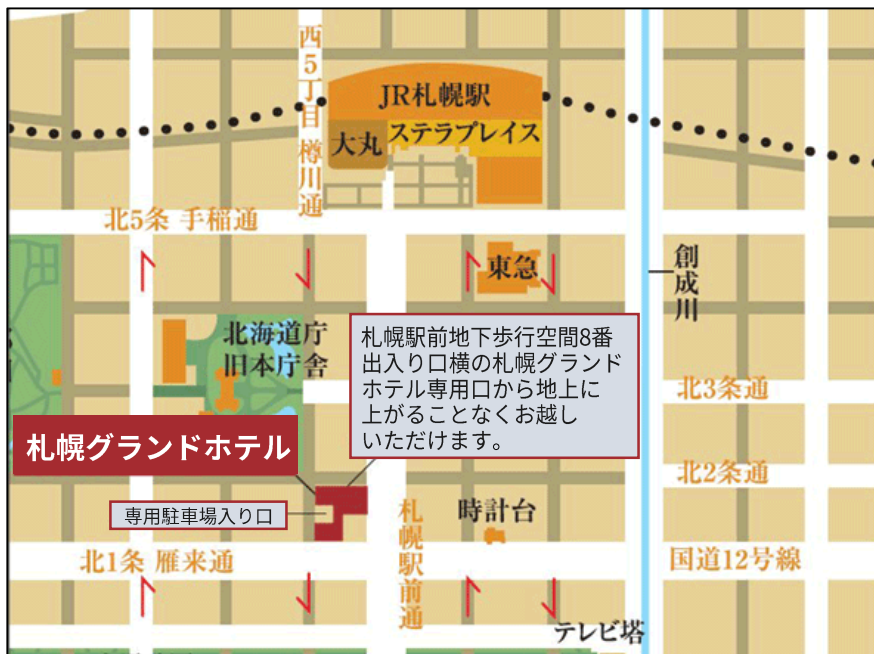 西5丁目 樽川通
JR札幌駅
大丸
ステラプレイス
北5条 手稲通
東急
創成川
北海道庁
旧本庁舎
札幌駅前地下歩行空間8番
出入り口横の札幌グランド
ホテル専用口から地上に
上がることなくお越し
いただけます。
北3条通
札幌グランドホテル
北2条通
専用駐車場入り口
札幌駅前通
時計台
北1条 雁来通
国道12号線
テレビ塔